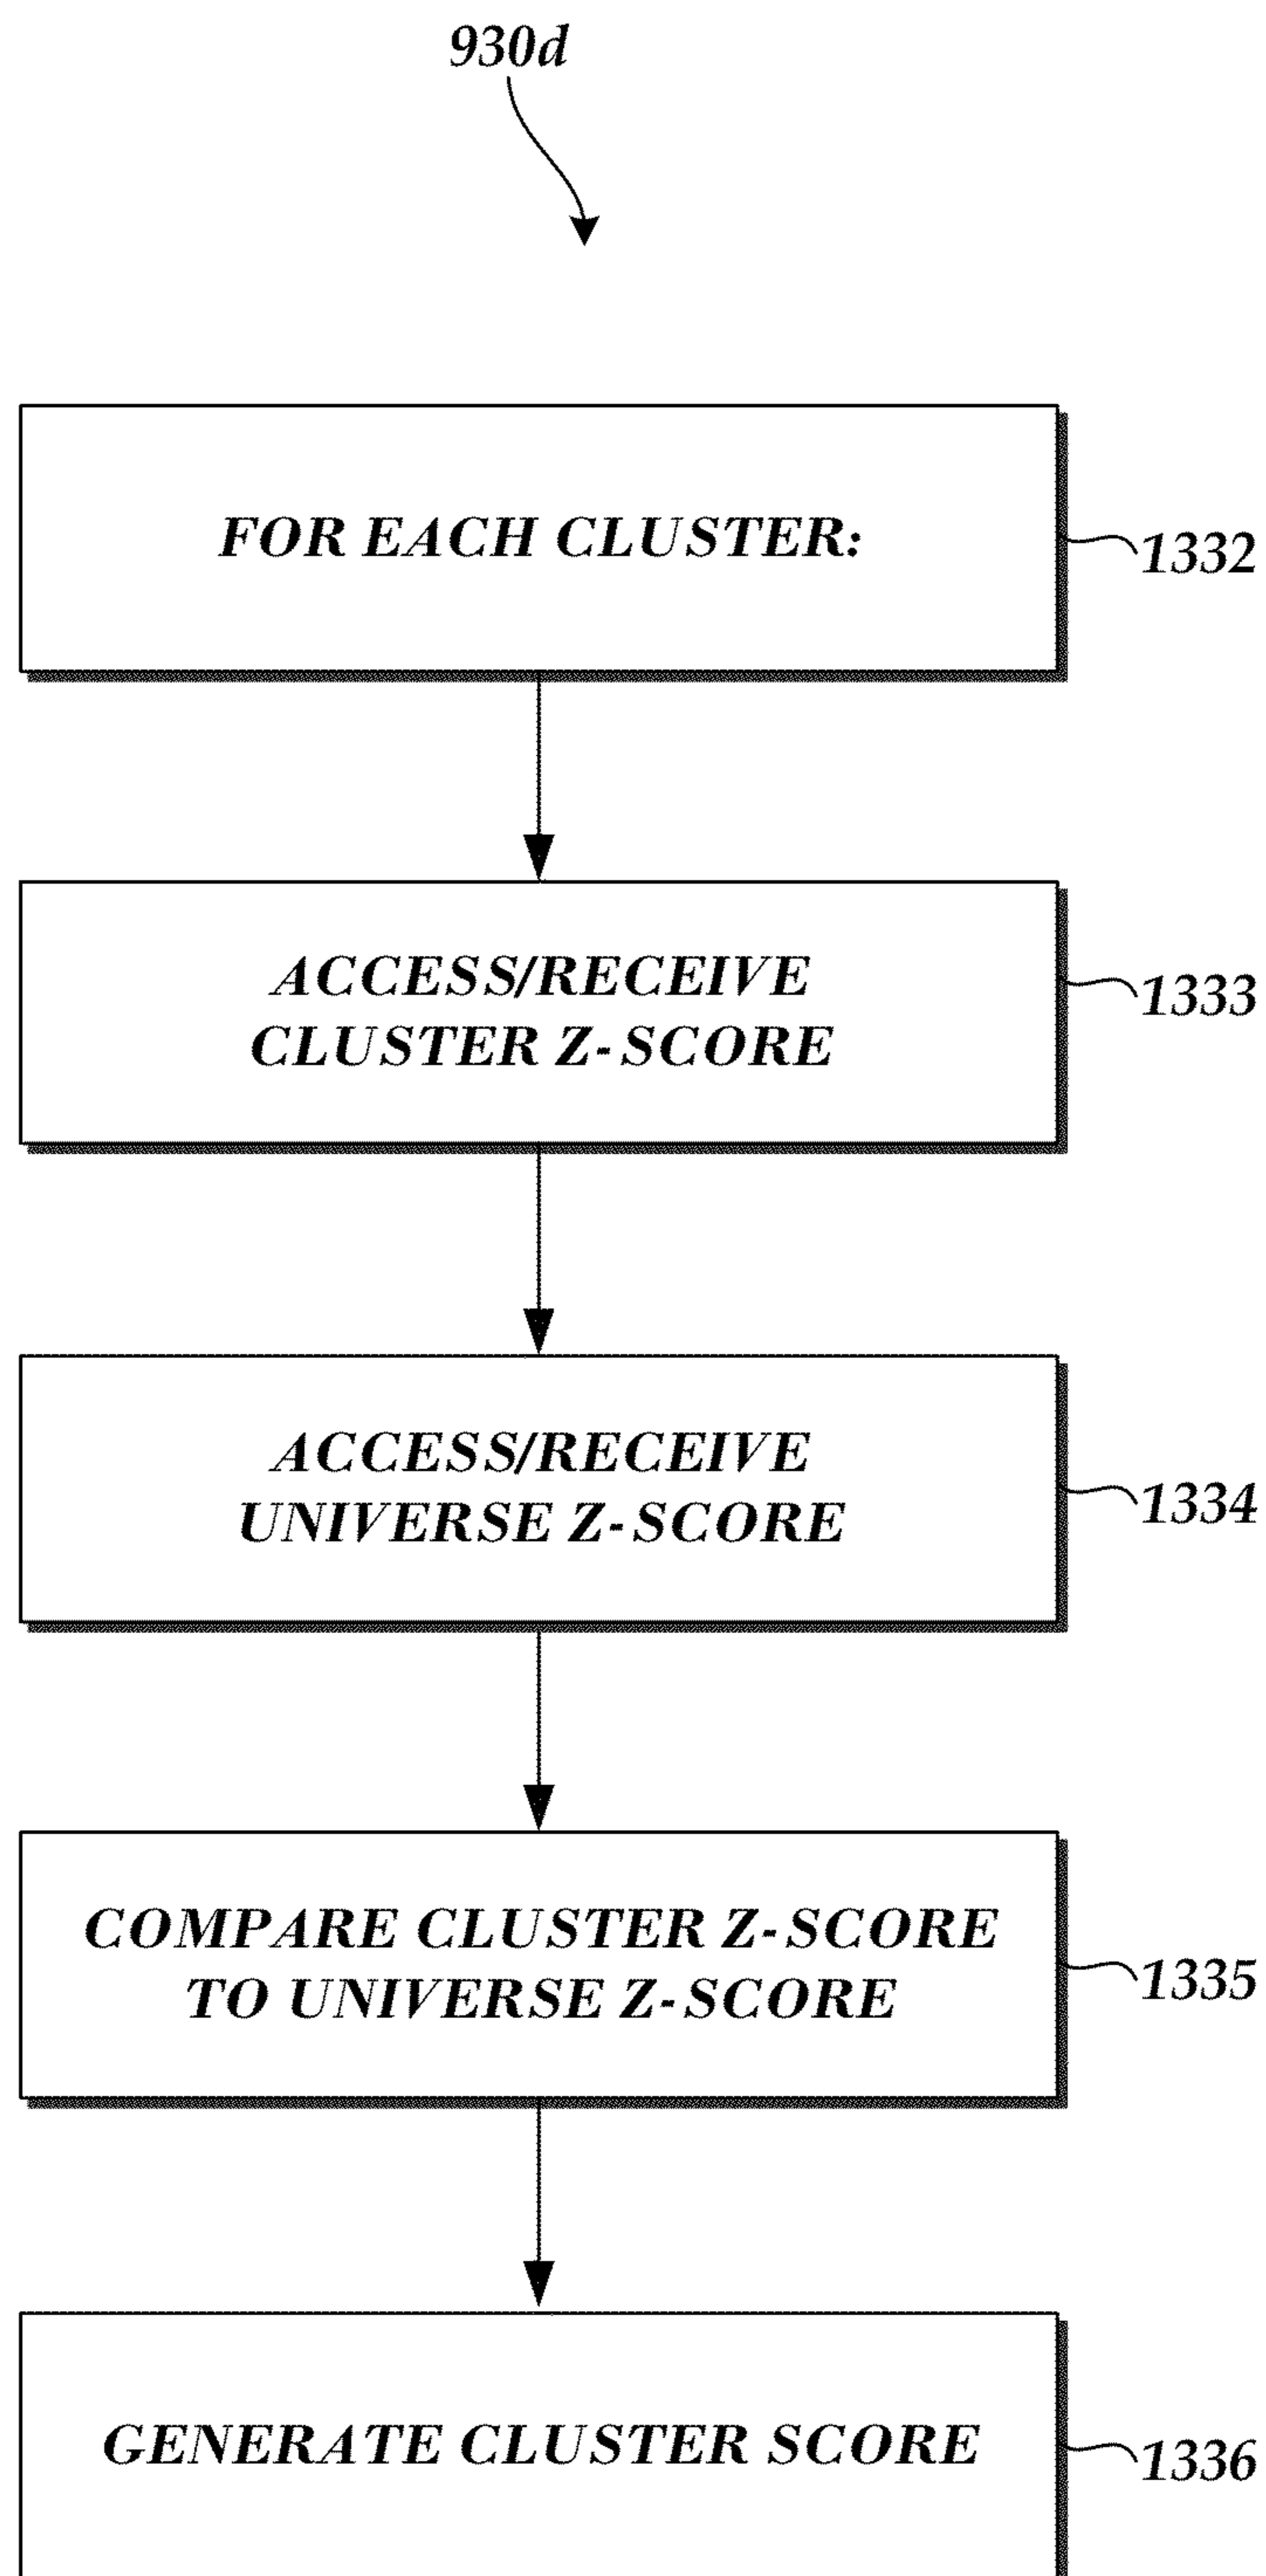 930d
FOR EACH CLUSTER:
1332
ACCESS/RECEIVE
CLUSTER Z-SCORE
1333
ACCESS/RECEIVE
UNIVERSE Z-SCORE
1334
COMPARE CLUSTER Z-SCORE
TO UNIVERSE Z-SCORE
1335
GENERATE CLUSTER SCORE
1336